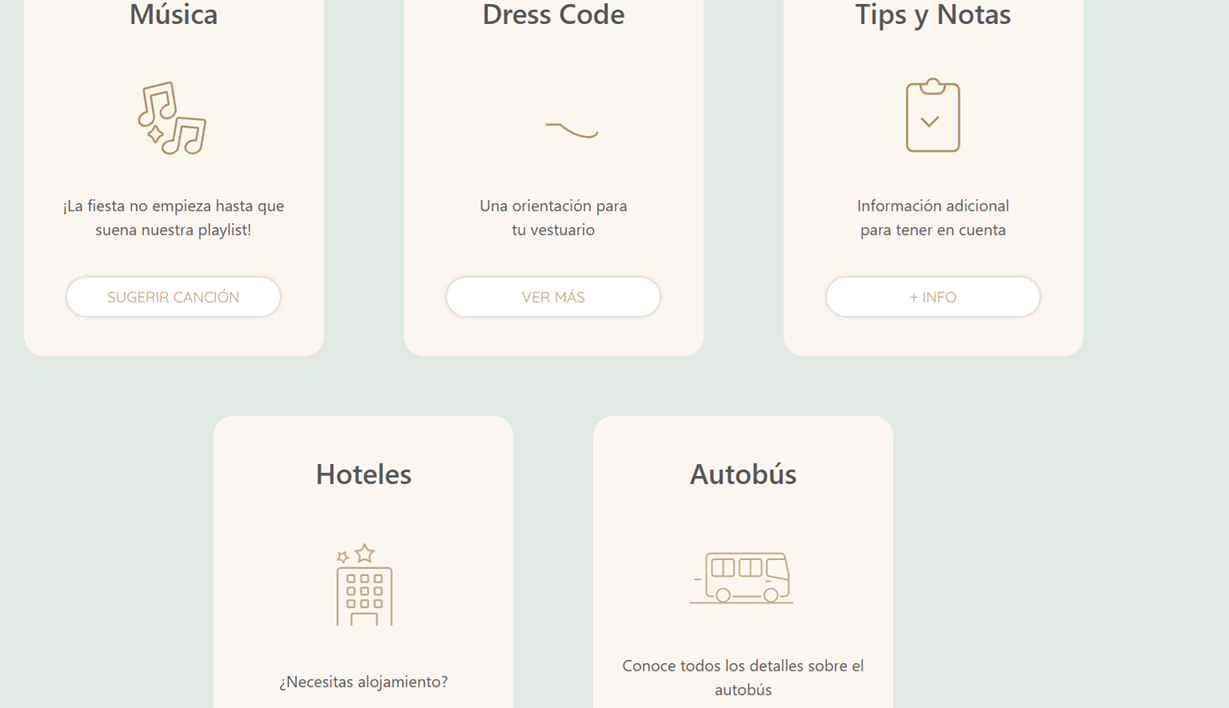 Música
¡La fiesta no empieza hasta que
suena nuestra playlist!
SUGERIR CANCIÓN
Dress Code
Una orientación para
tu vestuario
VER MÁS
Tips y Notas
Información adicional
para tener en cuenta
+ INFO
Hoteles
¿Necesitas alojamiento?
Autobús
Conoce todos los detalles sobre el
autobús